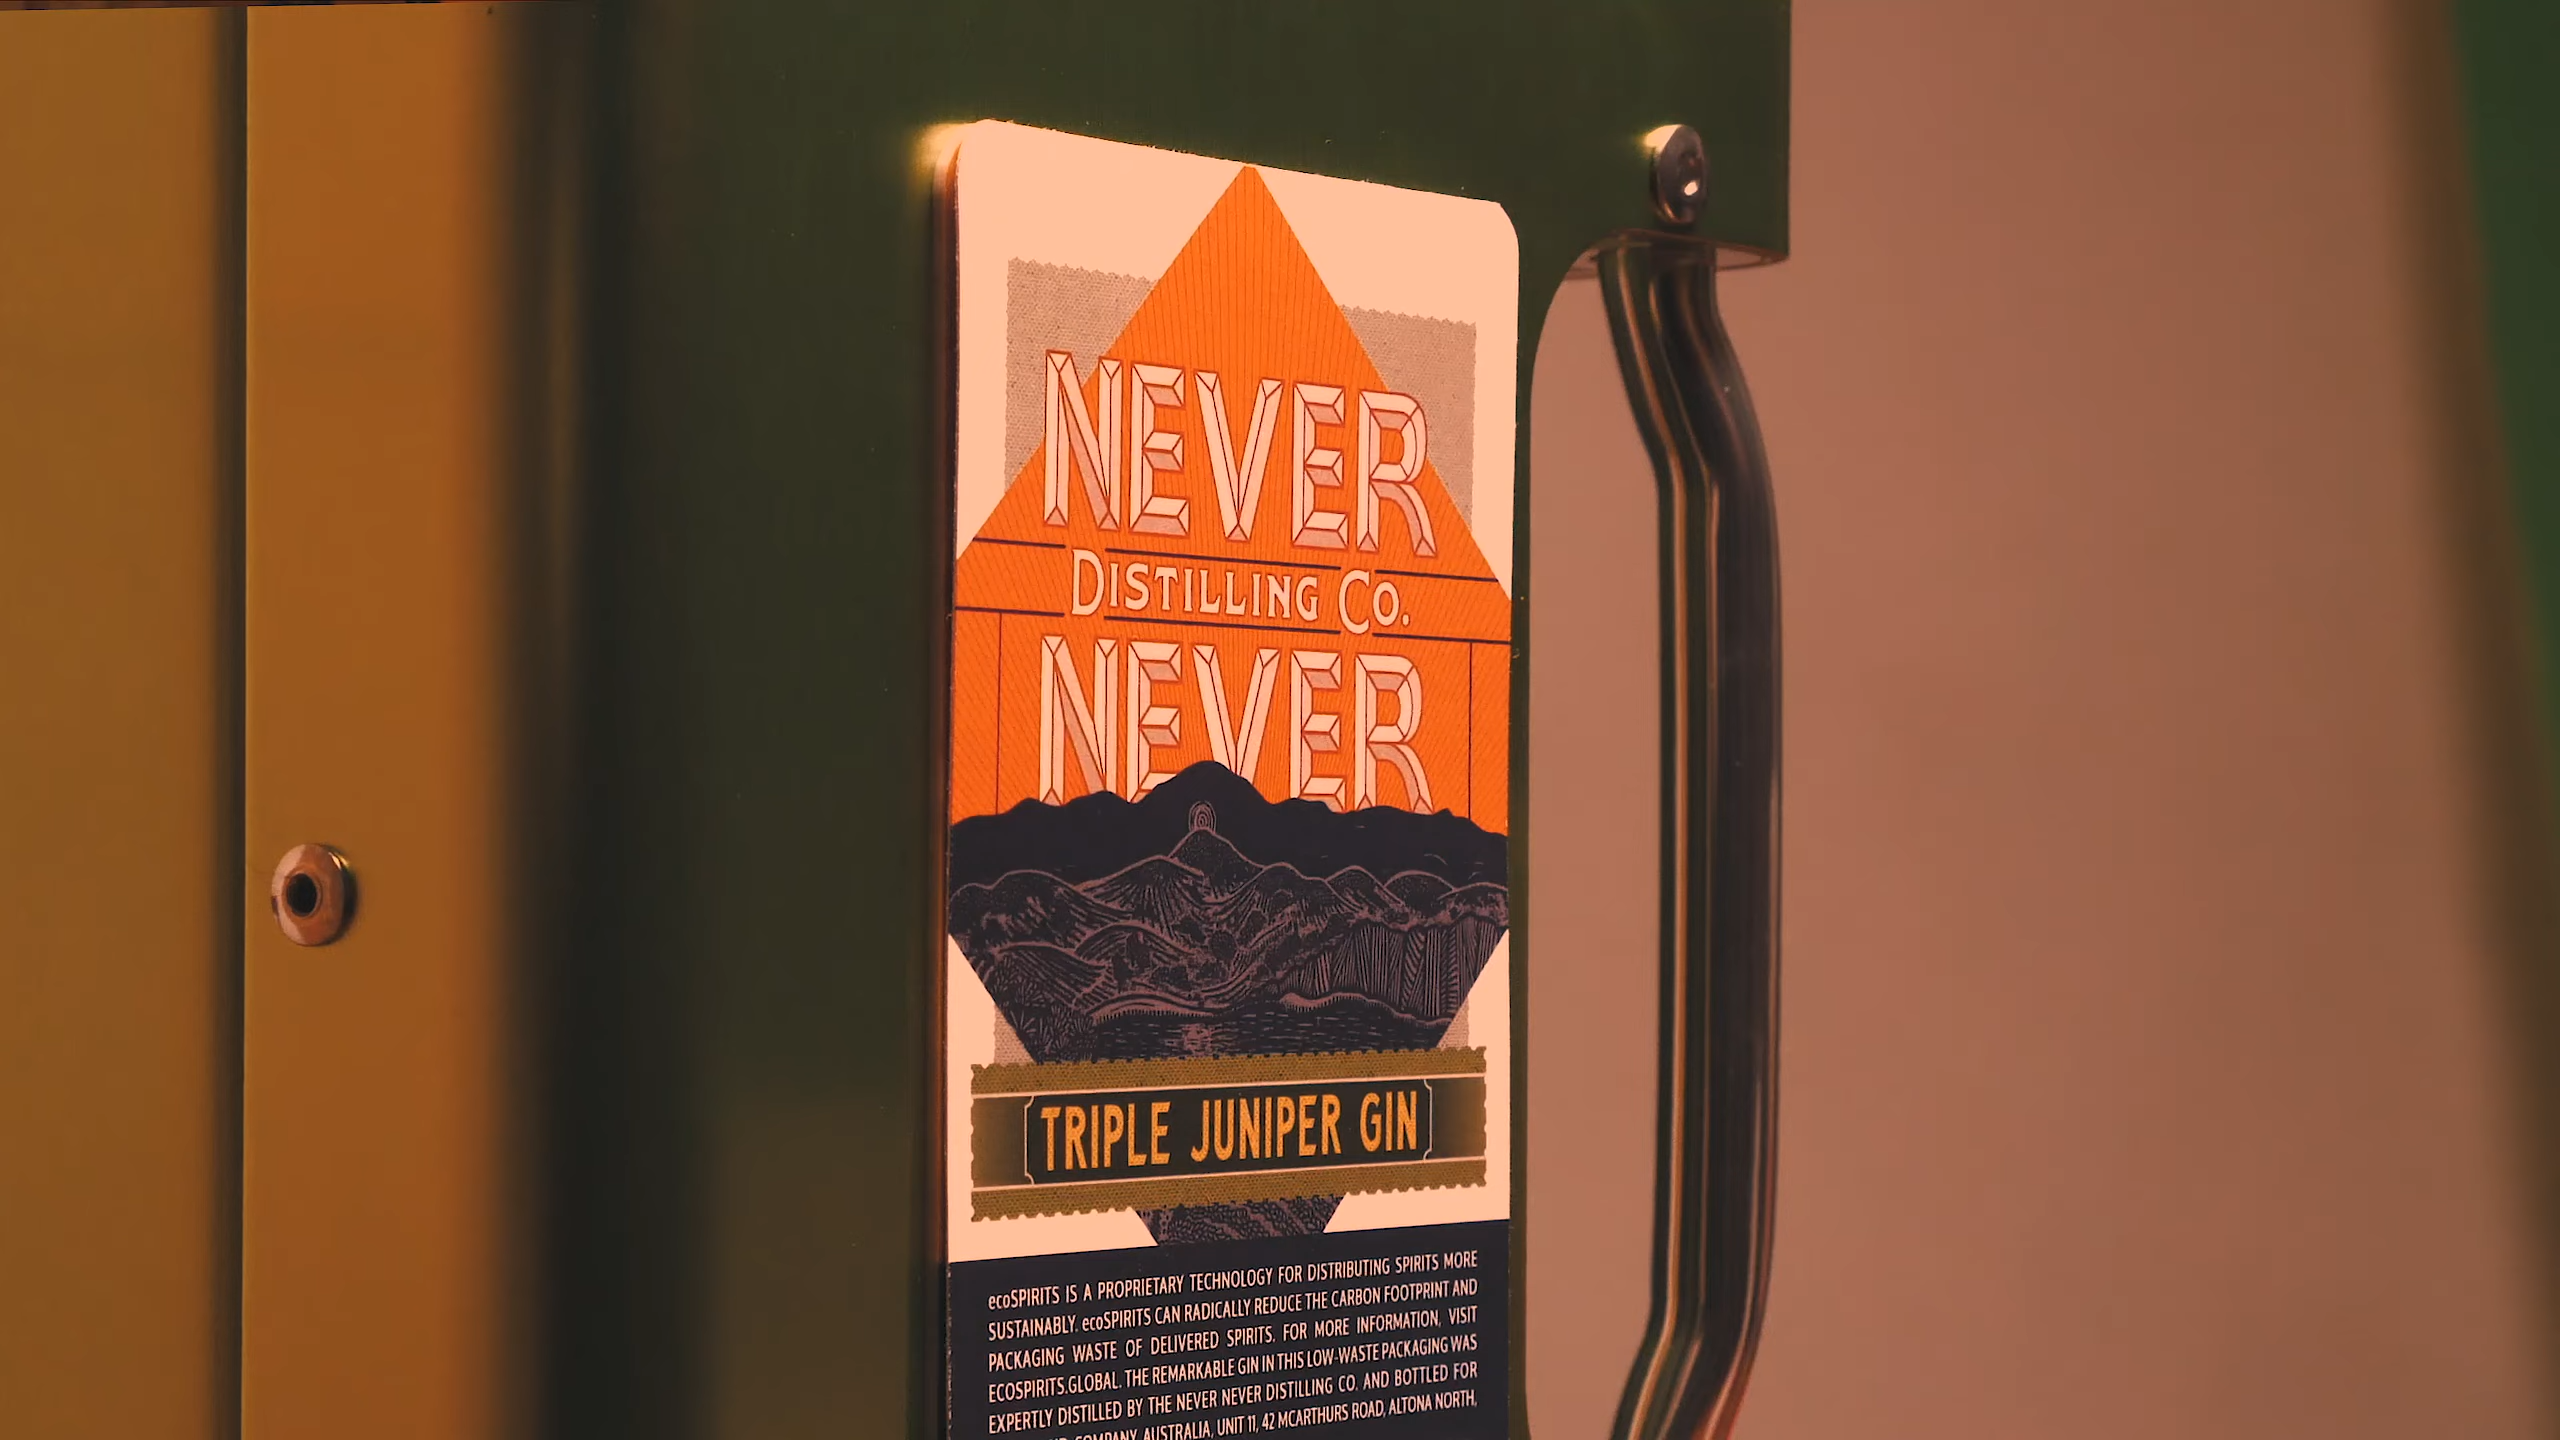 NEVER
DISTILLING CO.
NEVER
TRIPLE JUNIPER GIN
ecoSPIRITS IS A PROPRIETARY TECHNOLOGY FOR DISTRIBUTING SPIRITS MORE
SUSTAINABLY. ecoSPIRITS CAN RADICALLY REDUCE THE CARBON FOOTPRINT AND
PACKAGING WASTE OF DELIVERED SPIRITS. FOR MORE INFORMATION, VISIT
ECOSPIRITS.GLOBAL. THE REMARKABLE GIN IN THIS LOW-WASTE PACKAGING WAS
EXPERTLY DISTILLED BY THE NEVER NEVER DISTILLING CO. AND BOTTLED FOR
COMPANY AUSTRALIA, UNIT 11, 42 MCARTHURS ROAD, ALTONA NORTH,